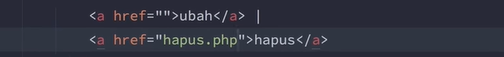 <a href="">ubah</a> |
<a href="hapus.php">hapus</a>